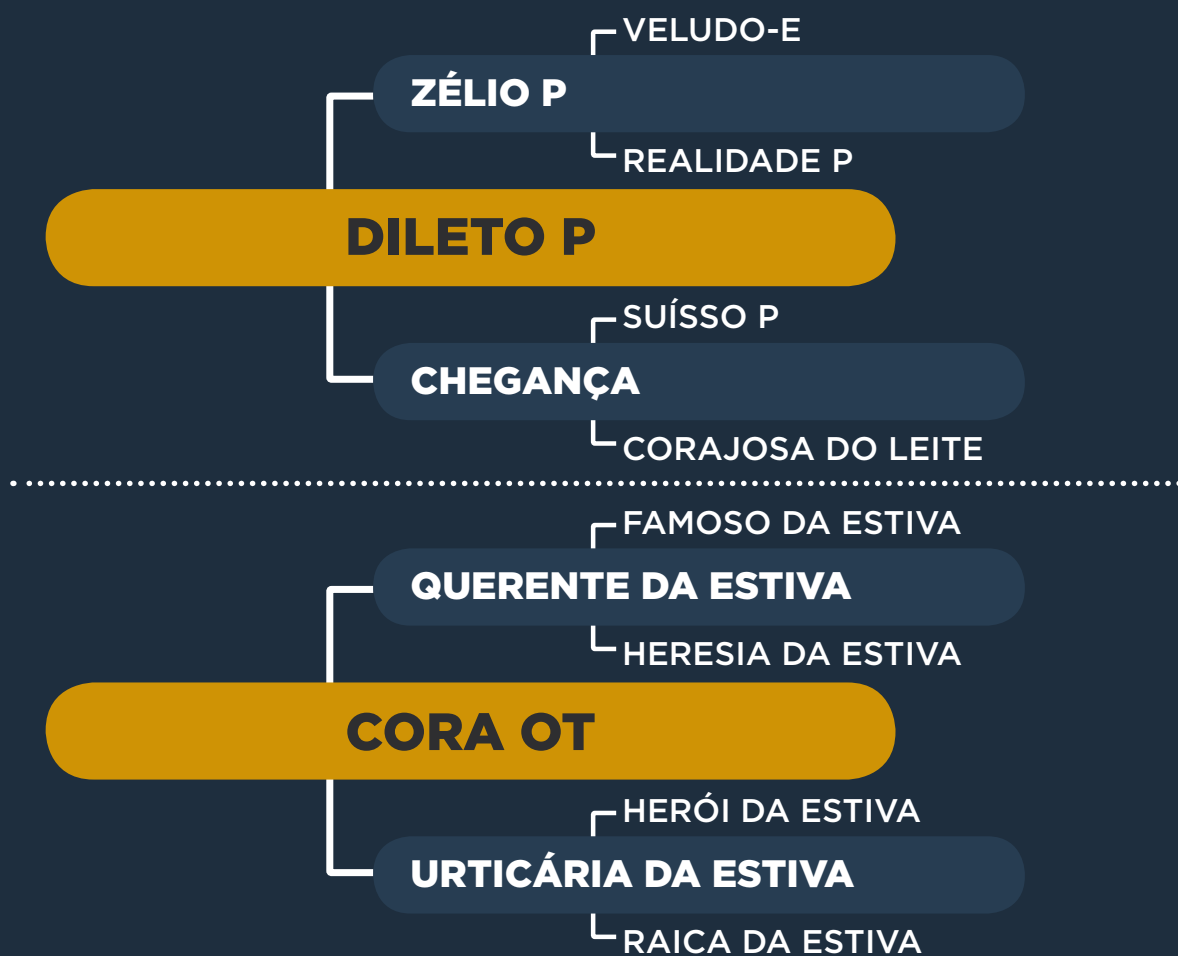 VELUDO-E
ZÉLIO P
REALIDADE P
DILETO P
SUÍSSO P
CHEGANÇA
CORAJOSA DO LEITE
FAMOSO DA ESTIVA
QUERENTE DA ESTIVA
HERESIA DA ESTIVA
CORA OT
HERÓI DA ESTIVA
URTICÁRIA DA ESTIVA
RAICA DA ESTIVA